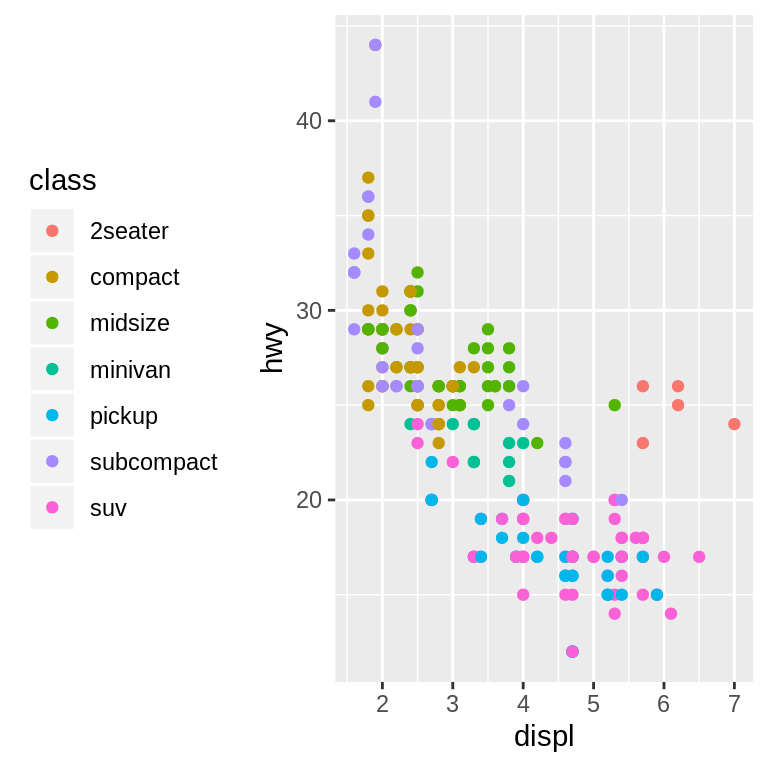 class
2seater
compact
midsize
minivan
pickup
subcompact
suv
hwy
40
30
20
2 3 4 5 6 7
displ